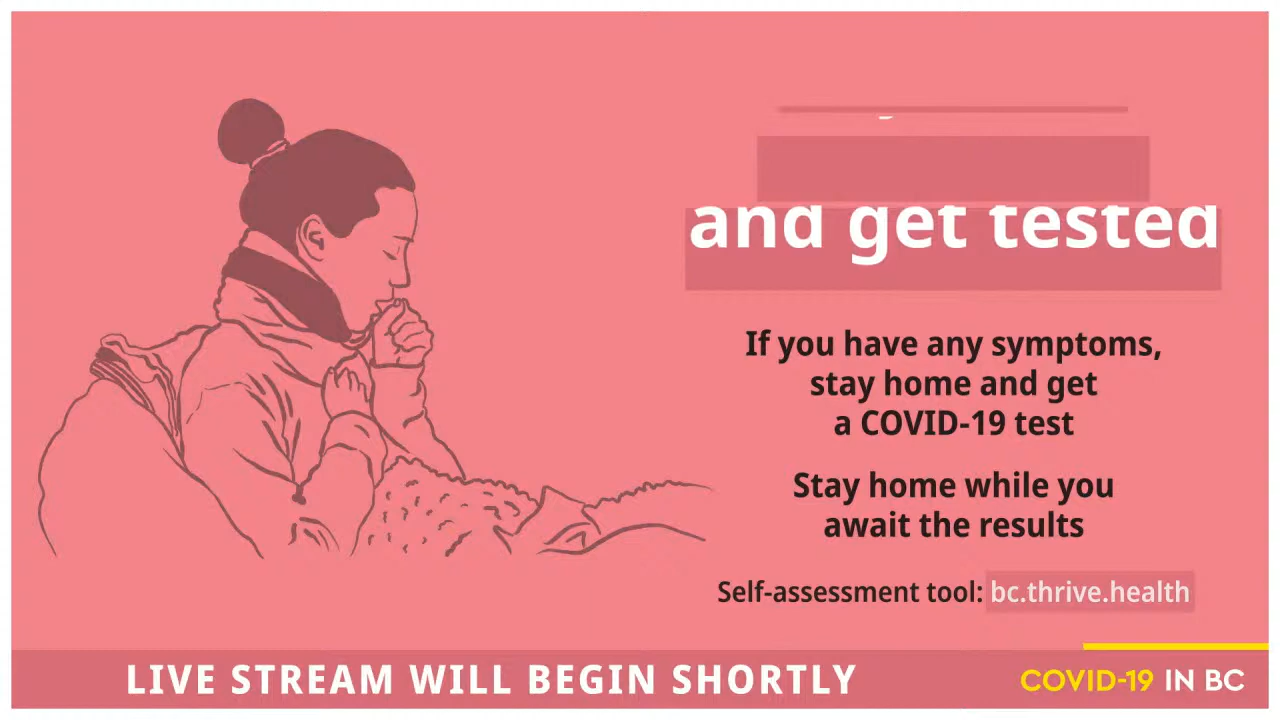 and get tested
If you have any symptoms,
stay home and get
a COVID-19 test
Stay home while you
await the results
Self-assessment tool: bc.thrive.health
LIVE STREAM WILL BEGIN SHORTLY
COVID-19 IN BC